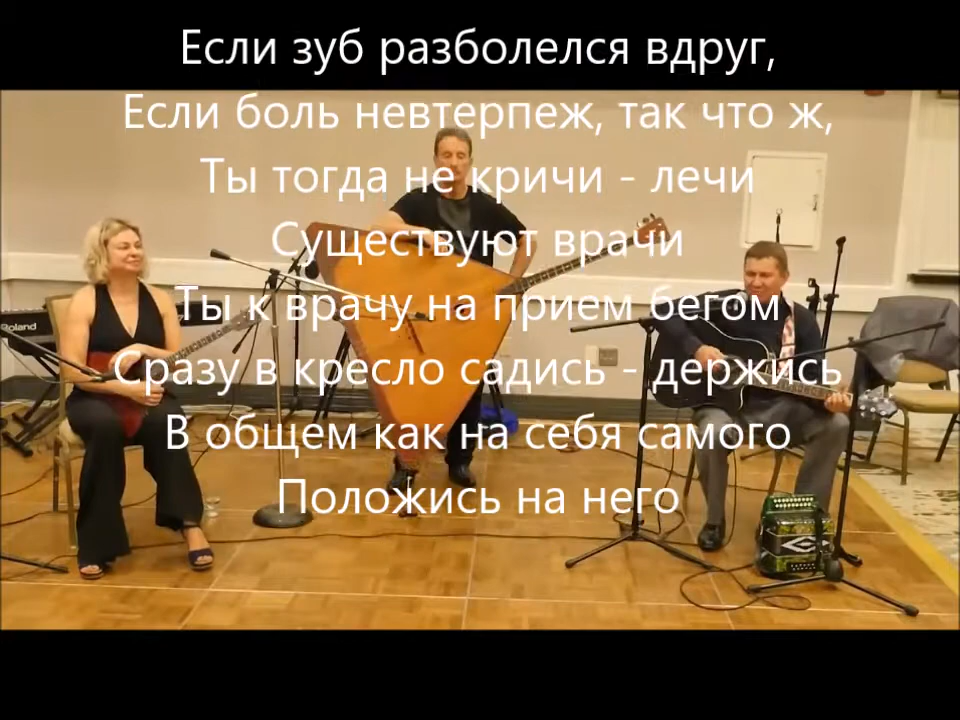 Если зуб разболелся вдруг,
Если боль невтерпеж, так что ж,
Ты тогда не кричи - лечи
Существуют врачи
Ты к врачу на прием бегом
Сразу в кресло садись - держись
В общем как на себя самого
Положись на него
Roland